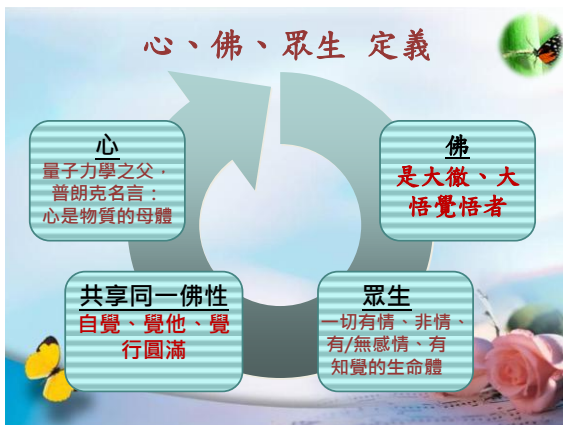 心、佛、眾生 定義
心
量子力學之父，
普朗克名言：
心是物質的母體
佛
是大徹、大
悟覺悟者
共享同一佛性
自覺、覺他、覺
行圓滿
眾生
一切有情、非情、
有/無感情、有
知覺的生命體